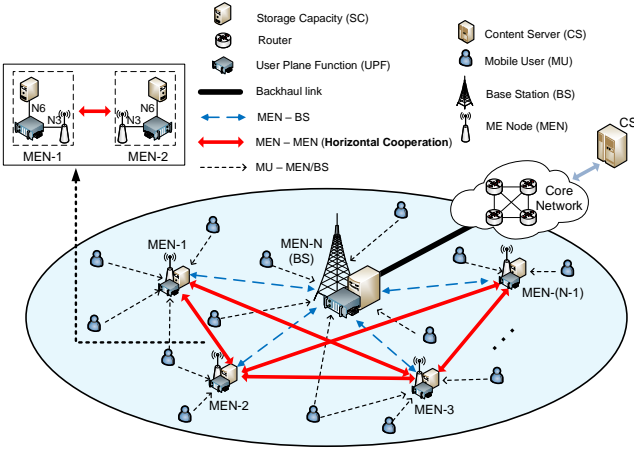 Storage Capacity (SC)
Router
User Plane Function (UPF)
Backhaul link
MEN – BS
MEN – MEN (Horizontal Cooperation)
MU – MEN/BS
Content Server (CS)
Mobile User (MU)
Base Station (BS)
ME Node (MEN)
N6
N3
MEN-1
N6
N3
MEN-2
CS
Core
Network
MEN-1
MEN-N
(BS)
MEN-(N-1)
. . .
MEN-2
MEN-3